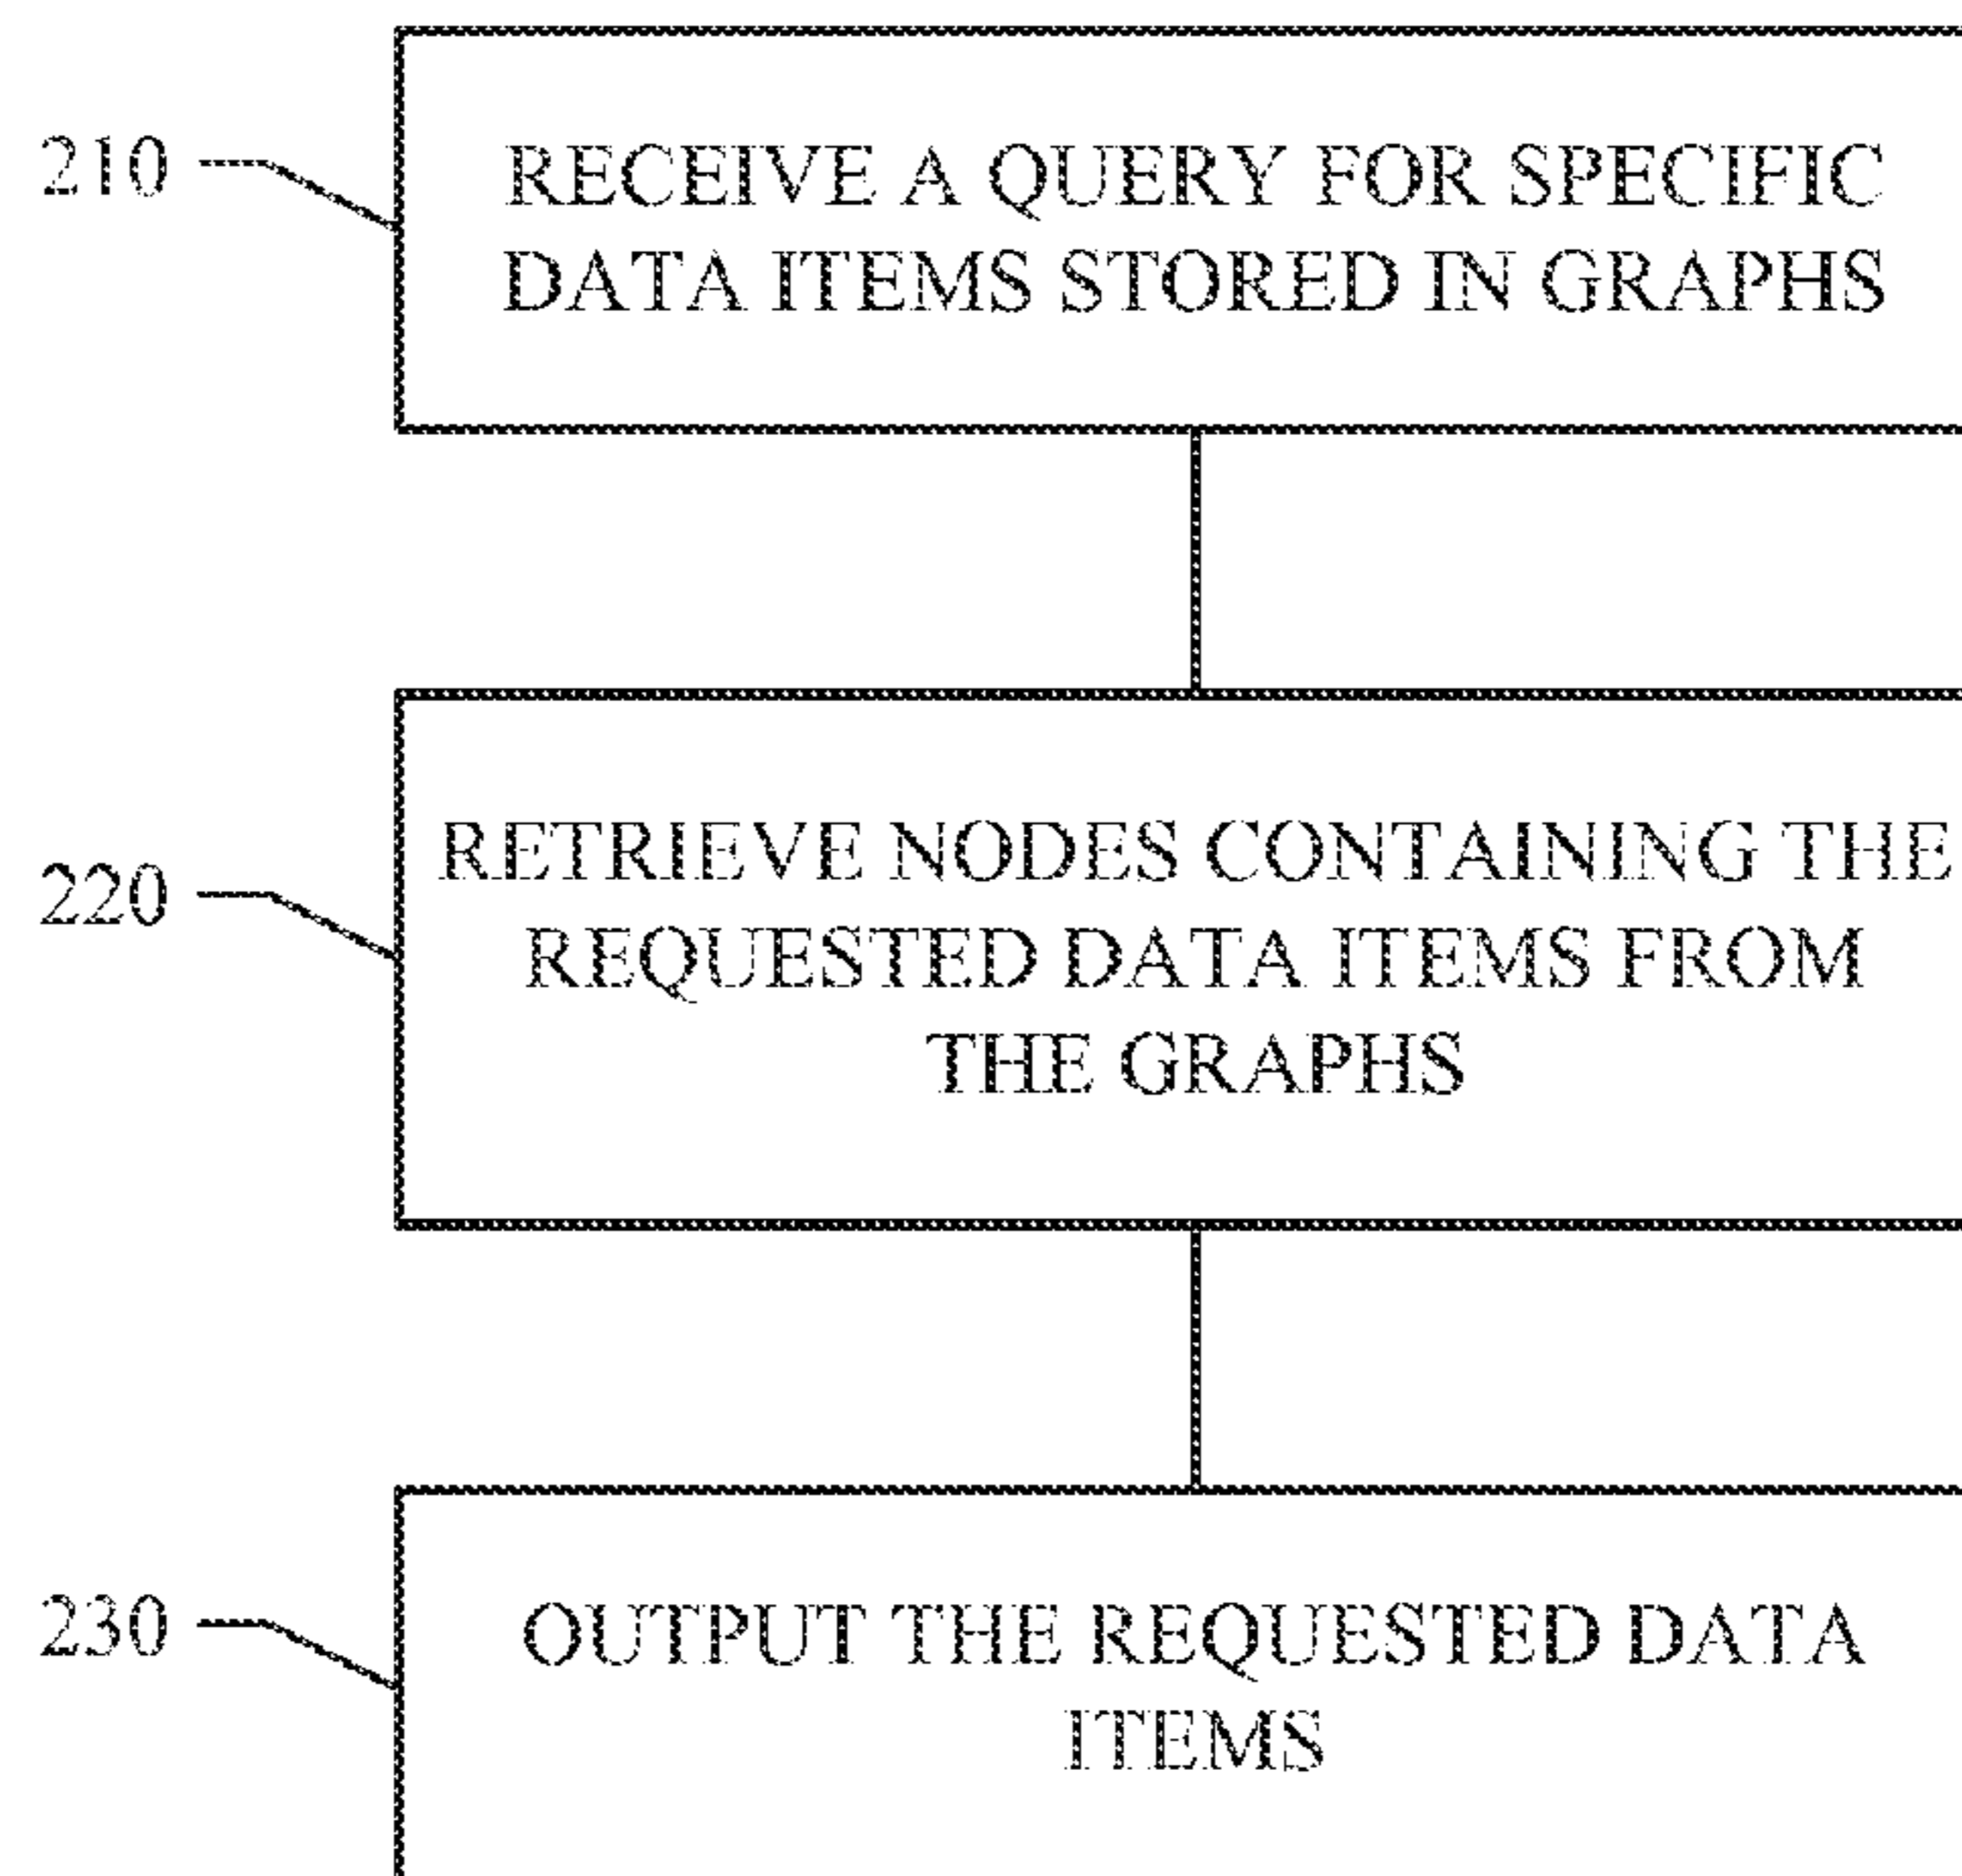 210
RECEIVE A QUERY FOR SPECIFIC
DATA ITEMS STORED IN GRAPHS
220
RETRIEVE NODES CONTAINING THE
REQUESTED DATA ITEMS FROM
THE GRAPHS
230
OUTPUT THE REQUESTED DATA
ITEMS